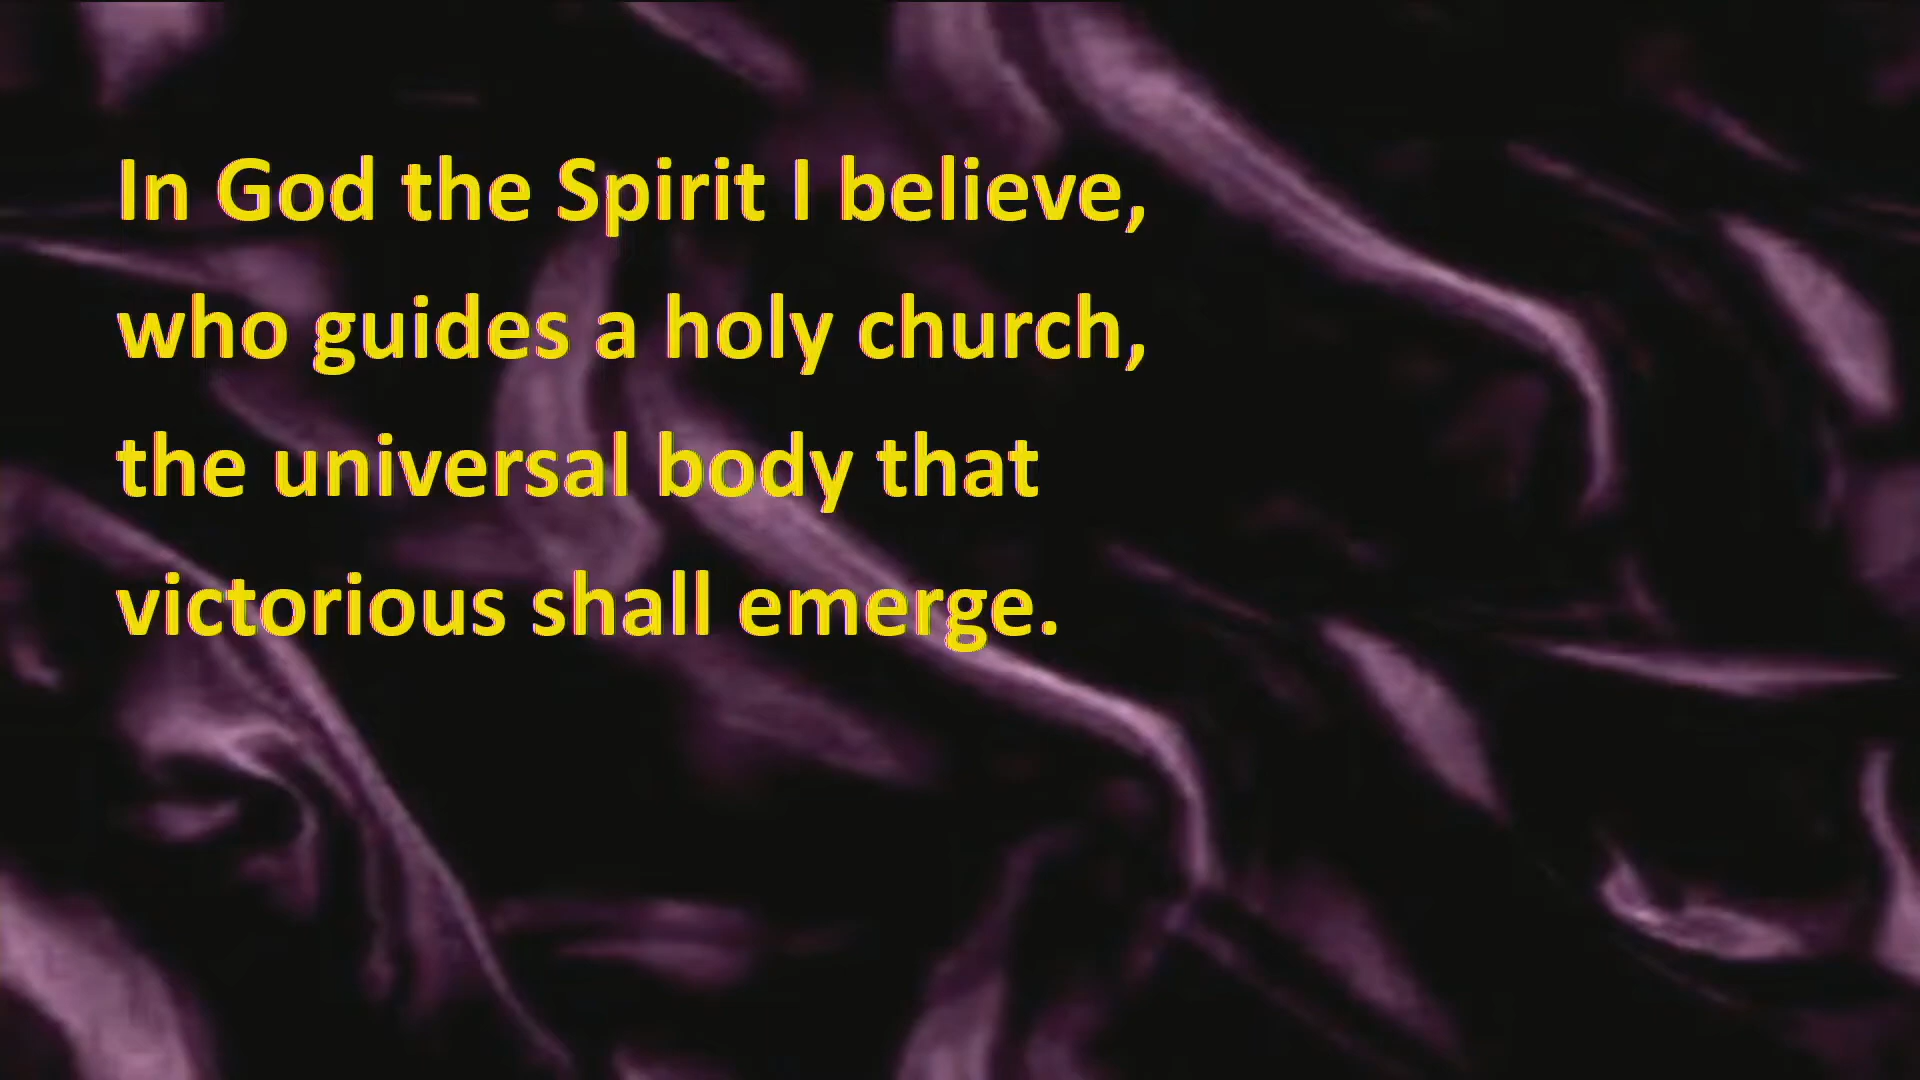 In God the Spirit I believe,
who guides a holy church,
the universal body that
victorious shall emerge.